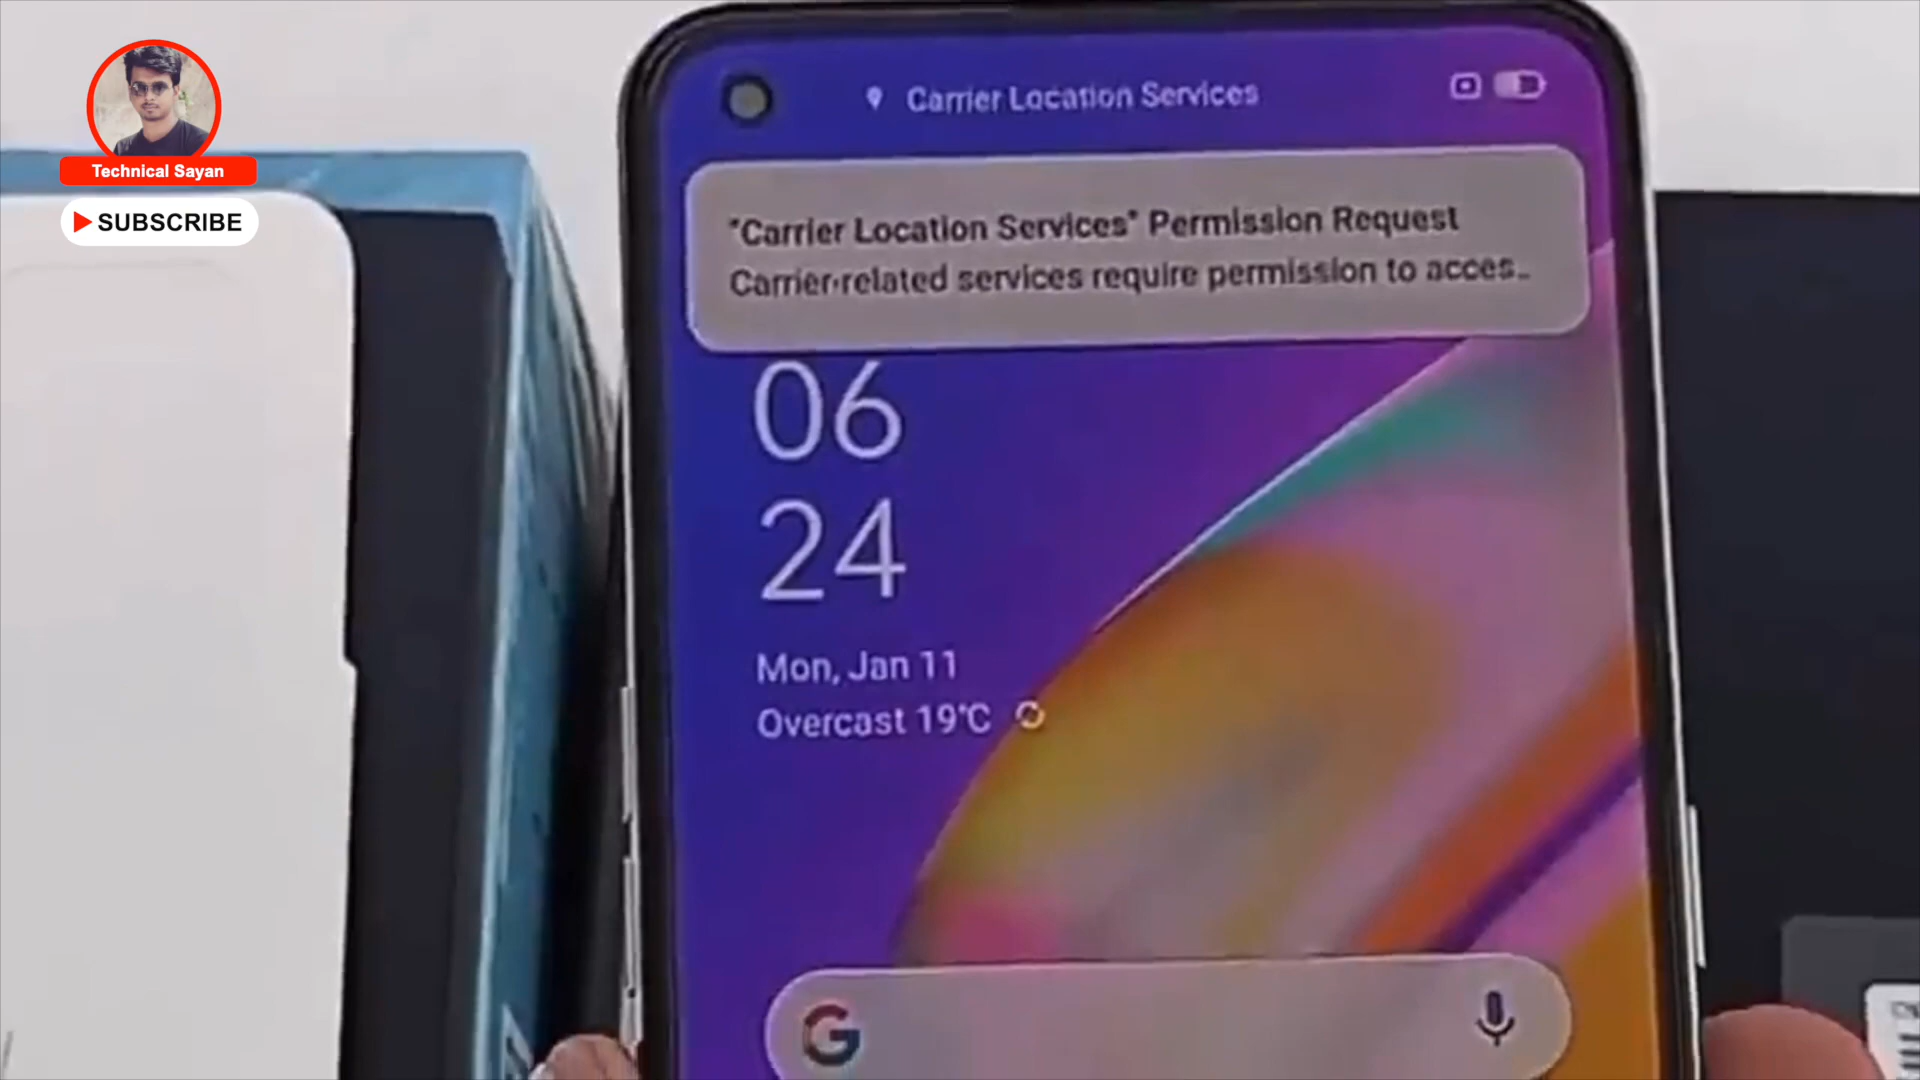 Technical Sayan
SUBSCRIBE
Carrier Location Services
"Carrier Location Services" Permission Request
Carrier-related services require permission to acces...
06
24
Mon, Jan 11
Overcast 19°C
G